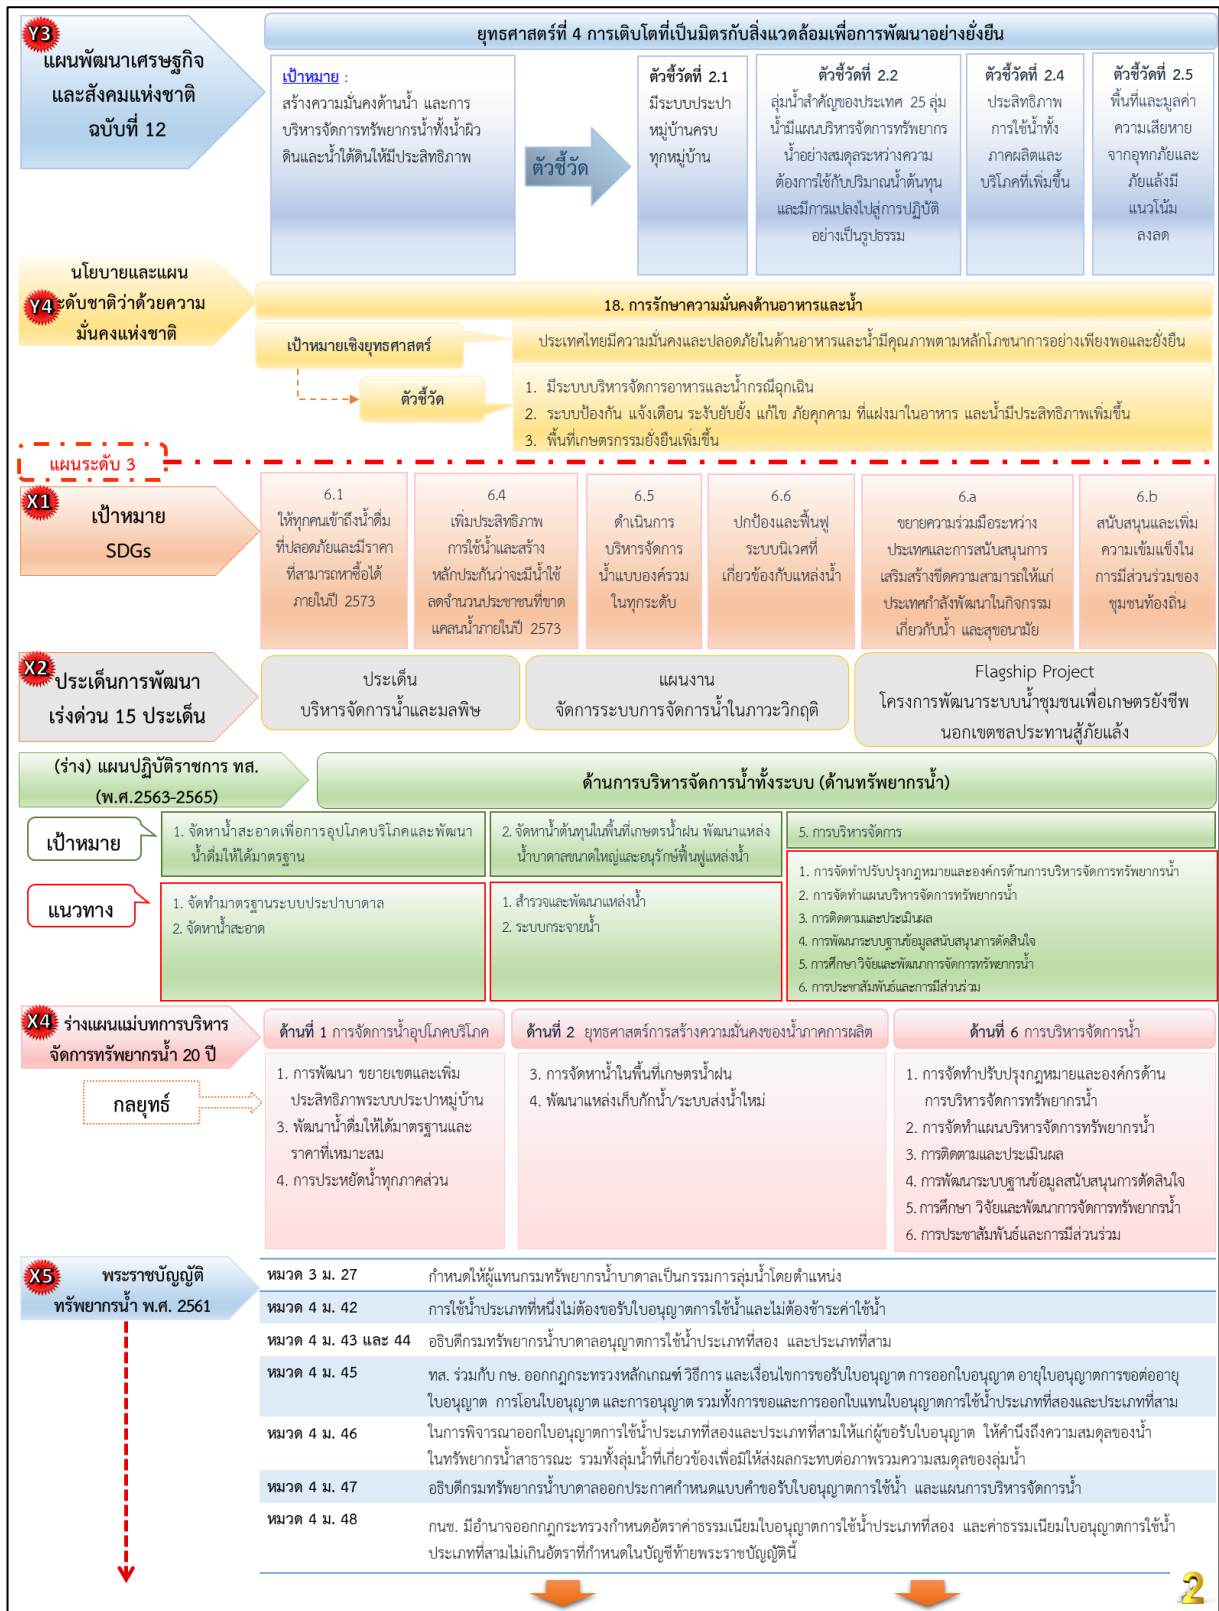 Y3
แผนพัฒนาเศรษฐกิจ
และสังคมแห่งชาติ
ฉบับที่ 12
ยุทธศาสตร์ที่ 4 การเติบโตที่เป็นมิตรกับสิ่งแวดล้อมเพื่อการพัฒนาอย่างยั่งยืน
เป้าหมาย :
สร้างความมั่นคงด้านน้ำ และการ
บริหารจัดการทรัพยากรน้ำทั้งน้ำผิว
ดินและน้ำใต้ดินให้มีประสิทธิภาพ
ตัวชี้วัด
ตัวชี้วัดที่ 2.1
มีระบบประปา
หมู่บ้านครบ
ทุกหมู่บ้าน
ตัวชี้วัดที่ 2.2
ลุ่มน้ำสำคัญของประเทศ 25 ลุ่ม
น้ำมีแผนบริหารจัดการทรัพยากร
น้ำอย่างสมดุลระหว่างความ
ต้องการใช้กับปริมาณน้ำต้นทุน
และมีการแปลงไปสู่การปฏิบัติ
อย่างเป็นรูปธรรม
ตัวชี้วัดที่ 2.4
ประสิทธิภาพ
การใช้น้ำทั้ง
ภาคผลิตและ
บริโภคที่เพิ่มขึ้น
ตัวชี้วัดที่ 2.5
พื้นที่และมูลค่า
ความเสียหาย
จากอุทกภัยและ
ภัยแล้งมี
แนวโน้ม
ลงลด
Y4
นโยบายและแผน
ระดับชาติว่าด้วยความ
มั่นคงแห่งชาติ
18. การรักษาความมั่นคงด้านอาหารและน้ำ
เป้าหมายเชิงยุทธศาสตร์
ประเทศไทยมีความมั่นคงและปลอดภัยในด้านอาหารและน้ำมีคุณภาพตามหลักโภชนาการอย่างเพียงพอและยั่งยืน
ตัวชี้วัด
1. มีระบบบริหารจัดการอาหารและน้ำกรณีฉุกเฉิน
2. ระบบป้องกัน แจ้งเตือน ระงับยับยั้ง แก้ไข ภัยคุกคาม ที่แฝงมาในอาหาร และน้ำมีประสิทธิภาพเพิ่มขึ้น
3. พื้นที่เกษตรกรรมยั่งยืนเพิ่มขึ้น
แผนระดับ 3
X1
เป้าหมาย
SDGs
6.1
ให้ทุกคนเข้าถึงน้ำดื่ม
ที่ปลอดภัยและมีราคา
ที่สามารถหาซื้อได้
ภายในปี 2573
6.4
เพิ่มประสิทธิภาพ
การใช้น้ำและสร้าง
หลักประกันว่าจะมีน้ำใช้
ลดจำนวนประชาชนที่ขาด
แคลนน้ำภายในปี 2573
6.5
ดำเนินการ
บริหารจัดการ
น้ำแบบองค์รวม
ในทุกระดับ
6.6
ปกป้องและฟื้นฟู
ระบบนิเวศที่
เกี่ยวข้องกับแหล่งน้ำ
6.a
ขยายความร่วมมือระหว่าง
ประเทศและการสนับสนุนการ
เสริมสร้างขีดความสามารถให้แก่
ประเทศกำลังพัฒนาในกิจกรรม
เกี่ยวกับน้ำ และสุขอนามัย
6.b
สนับสนุนและเพิ่ม
ความเข้มแข็งใน
การมีส่วนร่วมของ
ชุมชนท้องถิ่น
X2
ประเด็นการพัฒนา
เร่งด่วน 15 ประเด็น
ประเด็น
บริหารจัดการน้ำและมลพิษ
แผนงาน
จัดการระบบการจัดการน้ำในภาวะวิกฤติ
Flagship Project
โครงการพัฒนาระบบน้ำชุมชนเพื่อเกษตรยังชีพ
นอกเขตชลประทานสู้ภัยแล้ง
(ร่าง) แผนปฏิบัติราชการ ทส.
(พ.ศ.2563-2565)
ด้านการบริหารจัดการน้ำทั้งระบบ (ด้านทรัพยากรน้ำ)
เป้าหมาย
1. จัดหาน้ำสะอาดเพื่อการอุปโภคบริโภคและพัฒนา
น้ำดื่มให้ได้มาตรฐาน
2. จัดหาน้ำต้นทุนในพื้นที่เกษตรน้ำฝน พัฒนาแหล่ง
น้ำบาดาลขนาดใหญ่และอนุรักษ์ฟื้นฟูแหล่งน้ำ
5. การบริหารจัดการ
แนวทาง
1. จัดทำมาตรฐานระบบประปาบาดาล
2. จัดหาน้ำสะอาด
1. สำรวจและพัฒนาแหล่งน้ำ
2. ระบบกระจายน้ำ
1. การจัดทำปรับปรุงกฎหมายและองค์กรด้านการบริหารจัดการทรัพยากรน้ำ
2. การจัดทำแผนบริหารจัดการทรัพยากรน้ำ
3. การติดตามและประเมินผล
4. การพัฒนาระบบฐานข้อมูลสนับสนุนการตัดสินใจ
5. การศึกษา วิจัยและพัฒนาการจัดการทรัพยากรน้ำ
6. การประชาสัมพันธ์และการมีส่วนร่วม
X4
ร่างแผนแม่บทการบริหาร
จัดการทรัพยากรน้ำ 20 ปี
กลยุทธ์
ด้านที่ 1 การจัดการน้ำอุปโภคบริโภค
1. การพัฒนา ขยายเขตและเพิ่ม
ประสิทธิภาพระบบประปาหมู่บ้าน
3. พัฒนาน้ำดื่มให้ได้มาตรฐานและ
ราคาที่เหมาะสม
4. การประหยัดน้ำทุกภาคส่วน
ด้านที่ 2 ยุทธศาสตร์การสร้างความมั่นคงของน้ำภาคการผลิต
3. การจัดหาน้ำในพื้นที่เกษตรน้ำฝน
4. พัฒนาแหล่งเก็บกักน้ำ/ระบบส่งน้ำใหม่
ด้านที่ 6 การบริหารจัดการน้ำ
1. การจัดทำปรับปรุงกฎหมายและองค์กรด้าน
การบริหารจัดการทรัพยากรน้ำ
2. การจัดทำแผนบริหารจัดการทรัพยากรน้ำ
3. การติดตามและประเมินผล
4. การพัฒนาระบบฐานข้อมูลสนับสนุนการตัดสินใจ
5. การศึกษา วิจัยและพัฒนาการจัดการทรัพยากรน้ำ
6. การประชาสัมพันธ์และการมีส่วนร่วม
X5
พระราชบัญญัติ
ทรัพยากรน้ำ พ.ศ. 2561
หมวด 3 ม. 27 กำหนดให้ผู้แทนกรมทรัพยากรน้ำบาดาลเป็นกรรมการลุ่มน้ำโดยตำแหน่ง
หมวด 4 ม. 42 การใช้น้ำประเภทที่หนึ่งไม่ต้องขอรับใบอนุญาตการใช้น้ำและไม่ต้องชำระค่าใช้น้ำ
หมวด 4 ม. 43 และ 44 อธิบดีกรมทรัพยากรน้ำบาดาลอนุญาตการใช้น้ำประเภทที่สอง และประเภทที่สาม
หมวด 4 ม. 45 ทส. ร่วมกับ กษ. ออกกฎกระทรวงหลักเกณฑ์ วิธีการ และเงื่อนไขการขอรับใบอนุญาต การออกใบอนุญาต อายุใบอนุญาตการขอต่ออายุ
ใบอนุญาต การโอนใบอนุญาต และการอนุญาต รวมทั้งการขอและการออกใบแทนใบอนุญาตการใช้น้ำประเภทที่สองและประเภทที่สาม
หมวด 4 ม. 46 ในการพิจารณาออกใบอนุญาตการใช้น้ำประเภทที่สองและประเภทที่สามให้แก่ผู้ขอรับใบอนุญาต ให้คำนึงถึงความสมดุลของน้ำ
ในทรัพยากรน้ำสาธารณะ รวมทั้งลุ่มน้ำที่เกี่ยวข้องเพื่อมิให้ส่งผลกระทบต่อภาพรวมความสมดุลของลุ่มน้ำ
หมวด 4 ม. 47 อธิบดีกรมทรัพยากรน้ำบาดาลออกประกาศกำหนดแบบคำขอรับใบอนุญาตการใช้น้ำ และแผนการบริหารจัดการน้ำ
หมวด 4 ม. 48 กนช. มีอำนาจออกกฎกระทรวงกำหนดอัตราค่าธรรมเนียมใบอนุญาตการใช้น้ำประเภทที่สอง และค่าธรรมเนียมใบอนุญาตการใช้น้ำ
ประเภทที่สามไม่เกินอัตราที่กำหนดในบัญชีท้ายพระราชบัญญัตินี้
2